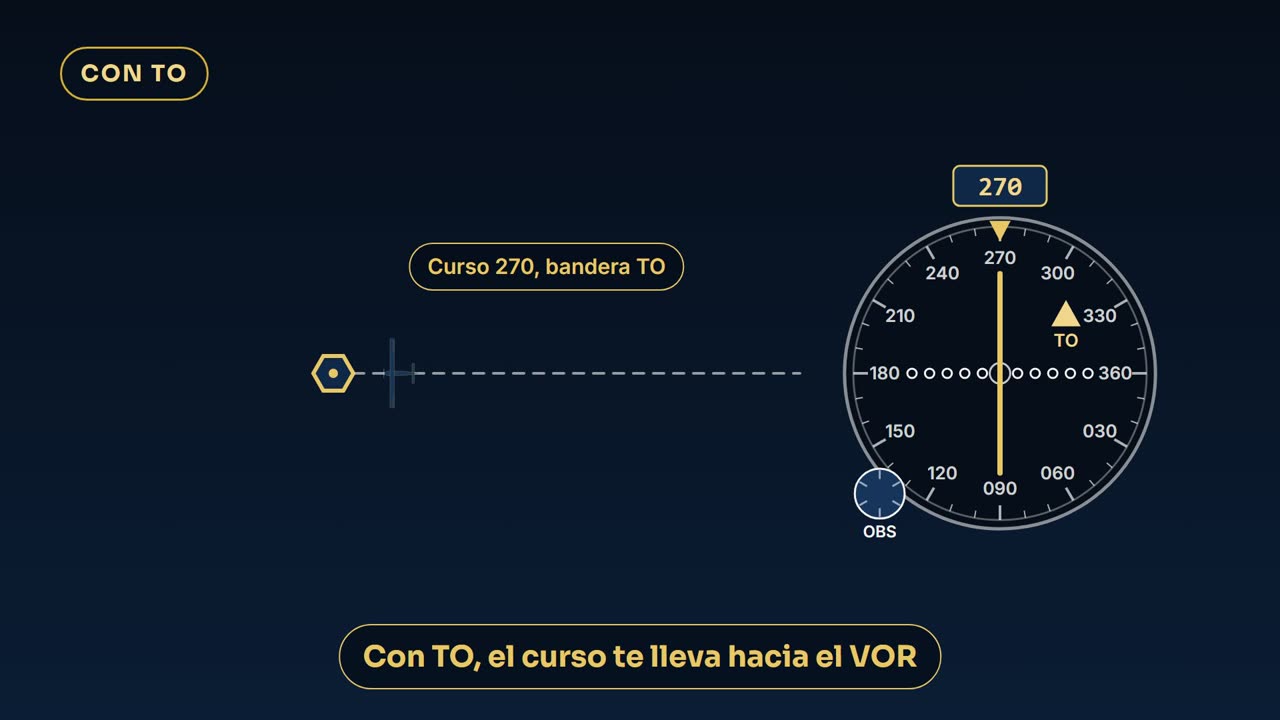 CON TO
270
Curso 270, bandera TO
270
240
300
210
330
TO
180
360
150
030
120
060
090
OBS
Con TO, el curso te lleva hacia el VOR